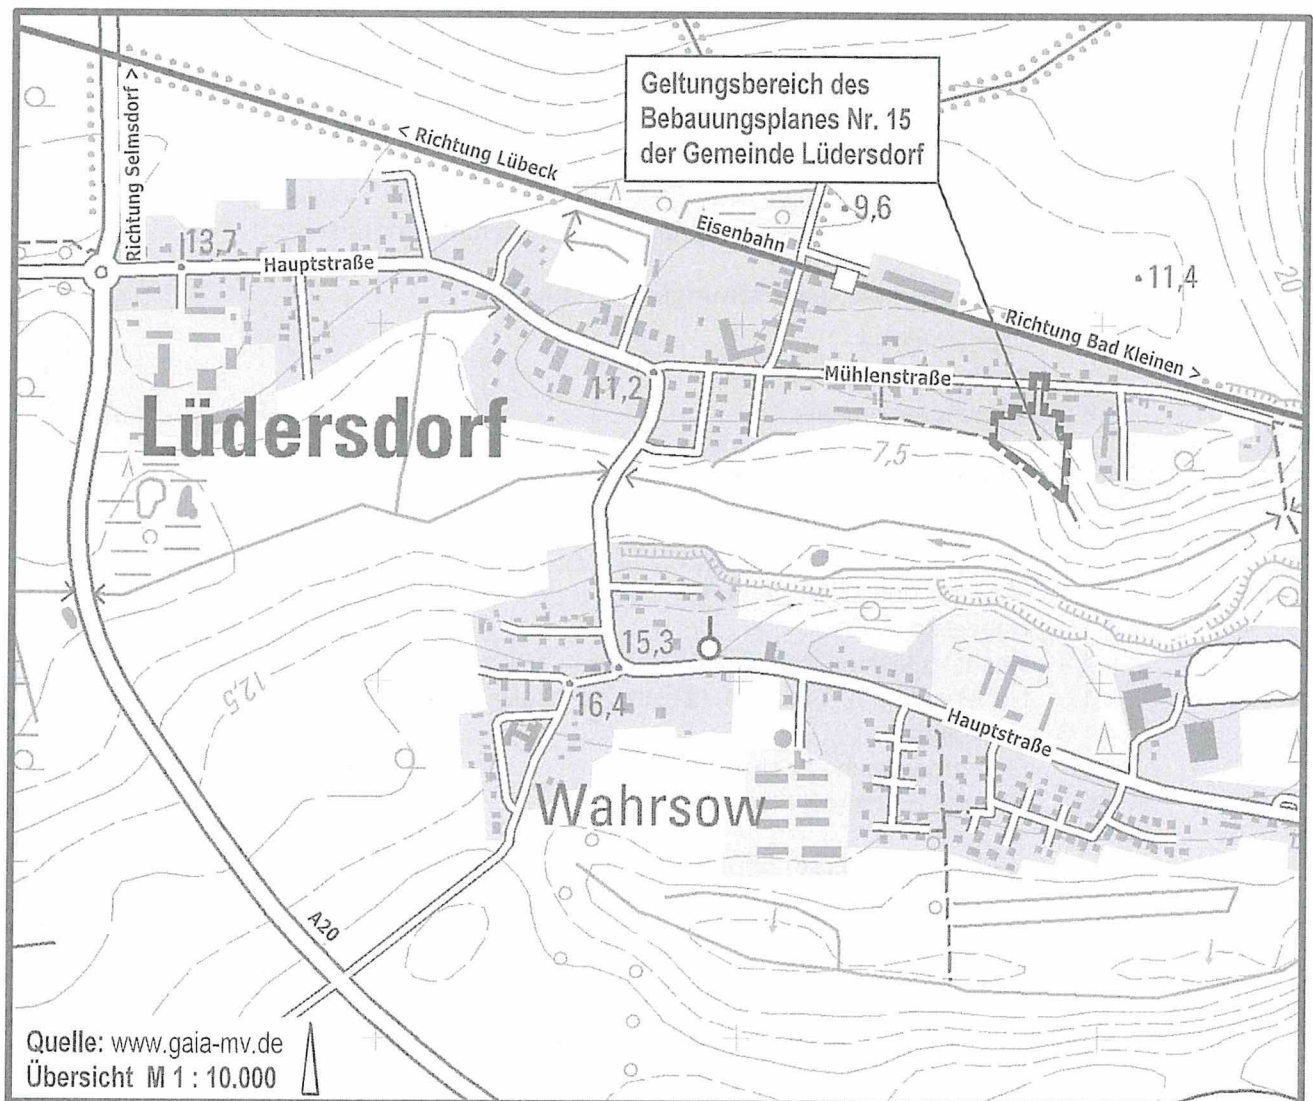 Geltungsbereich des
Bebauungsplanes Nr. 15
der Gemeinde Lüdersdorf
Richtung Selmsdorf >
< Richtung Lübeck
Eisenbahn
9,6
13,7
Hauptstraße
11,4
Richtung Bad Kleinen >
20
11,2
Mühlenstraße
Lüdersdorf
7,5
15,3
12,5
16,4
Hauptstraße
Wahrsow
A20
Quelle: www.gaia-mv.de
Übersicht M 1 : 10.000